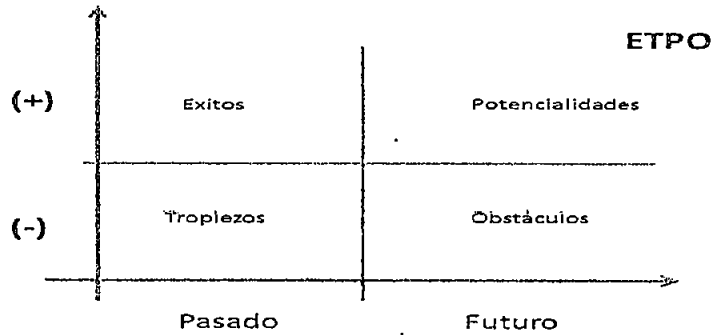 ETPO
(+) Exitos Potencialidades
(-) Tropiezos Obstáculos
Pasado Futuro